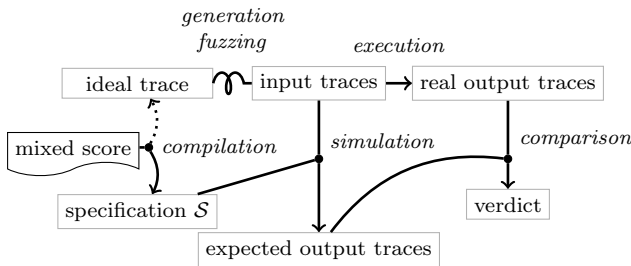 generation
fuzzing
execution
ideal trace
input traces
real output traces
mixed score
compilation
simulation
comparison
specification 𝒮
verdict
expected output traces